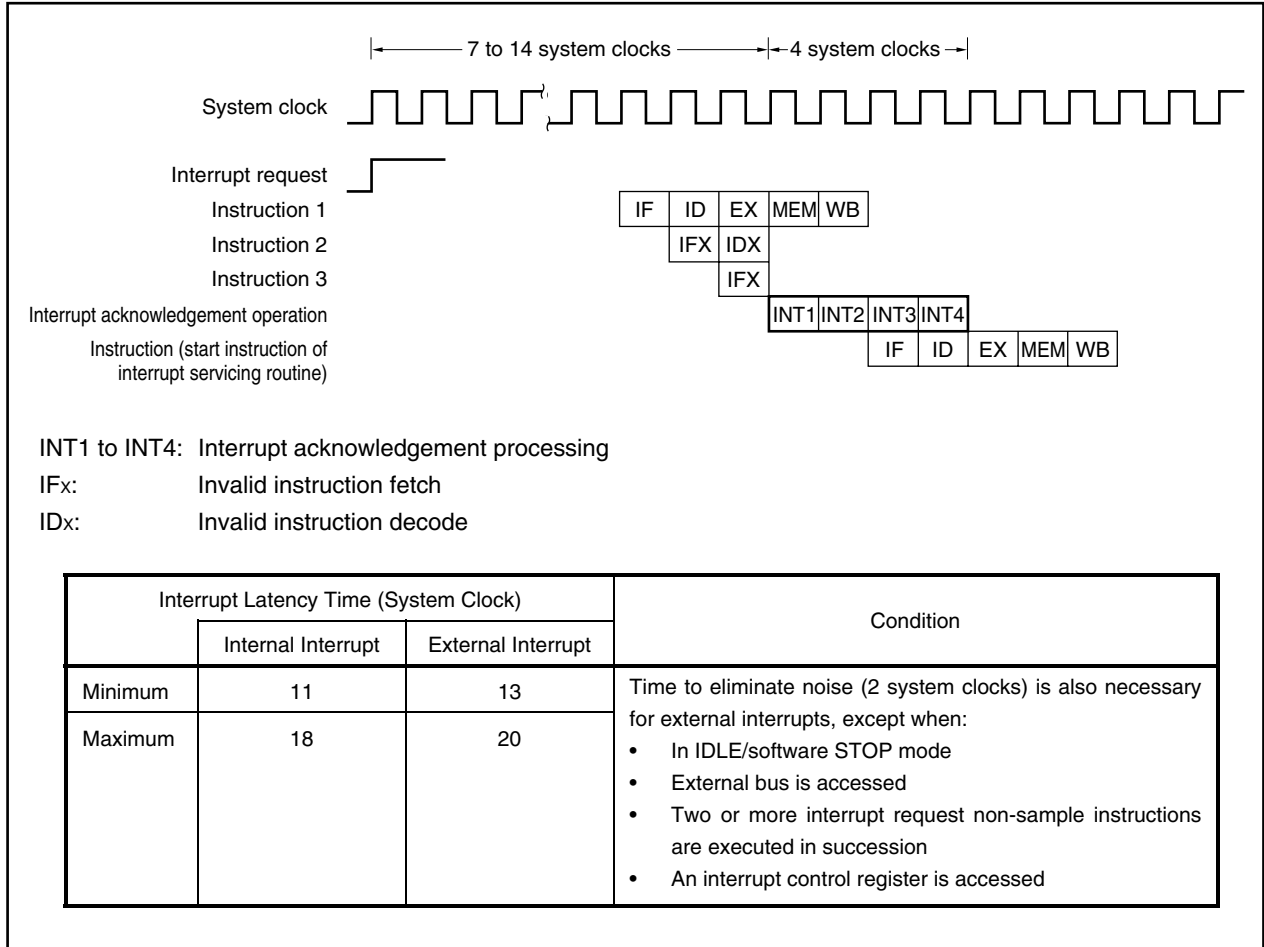 7 to 14 system clocks 4 system clocks
System clock
Interrupt request
Instruction 1 IF ID EX MEM WB
Instruction 2 IFX IDX
Instruction 3 IFX
Interrupt acknowledgement operation INT1 INT2 INT3 INT4
Instruction (start instruction of
interrupt servicing routine) IF ID EX MEM WB
INT1 to INT4: Interrupt acknowledgement processing
IFx: Invalid instruction fetch
IDx: Invalid instruction decode
Interrupt Latency Time (System Clock) Condition
Internal Interrupt External Interrupt
Minimum 11 13 Time to eliminate noise (2 system clocks) is also necessary
for external interrupts, except when:
Maximum 18 20
• In IDLE/software STOP mode
• External bus is accessed
• Two or more interrupt request non-sample instructions
are executed in succession
• An interrupt control register is accessed